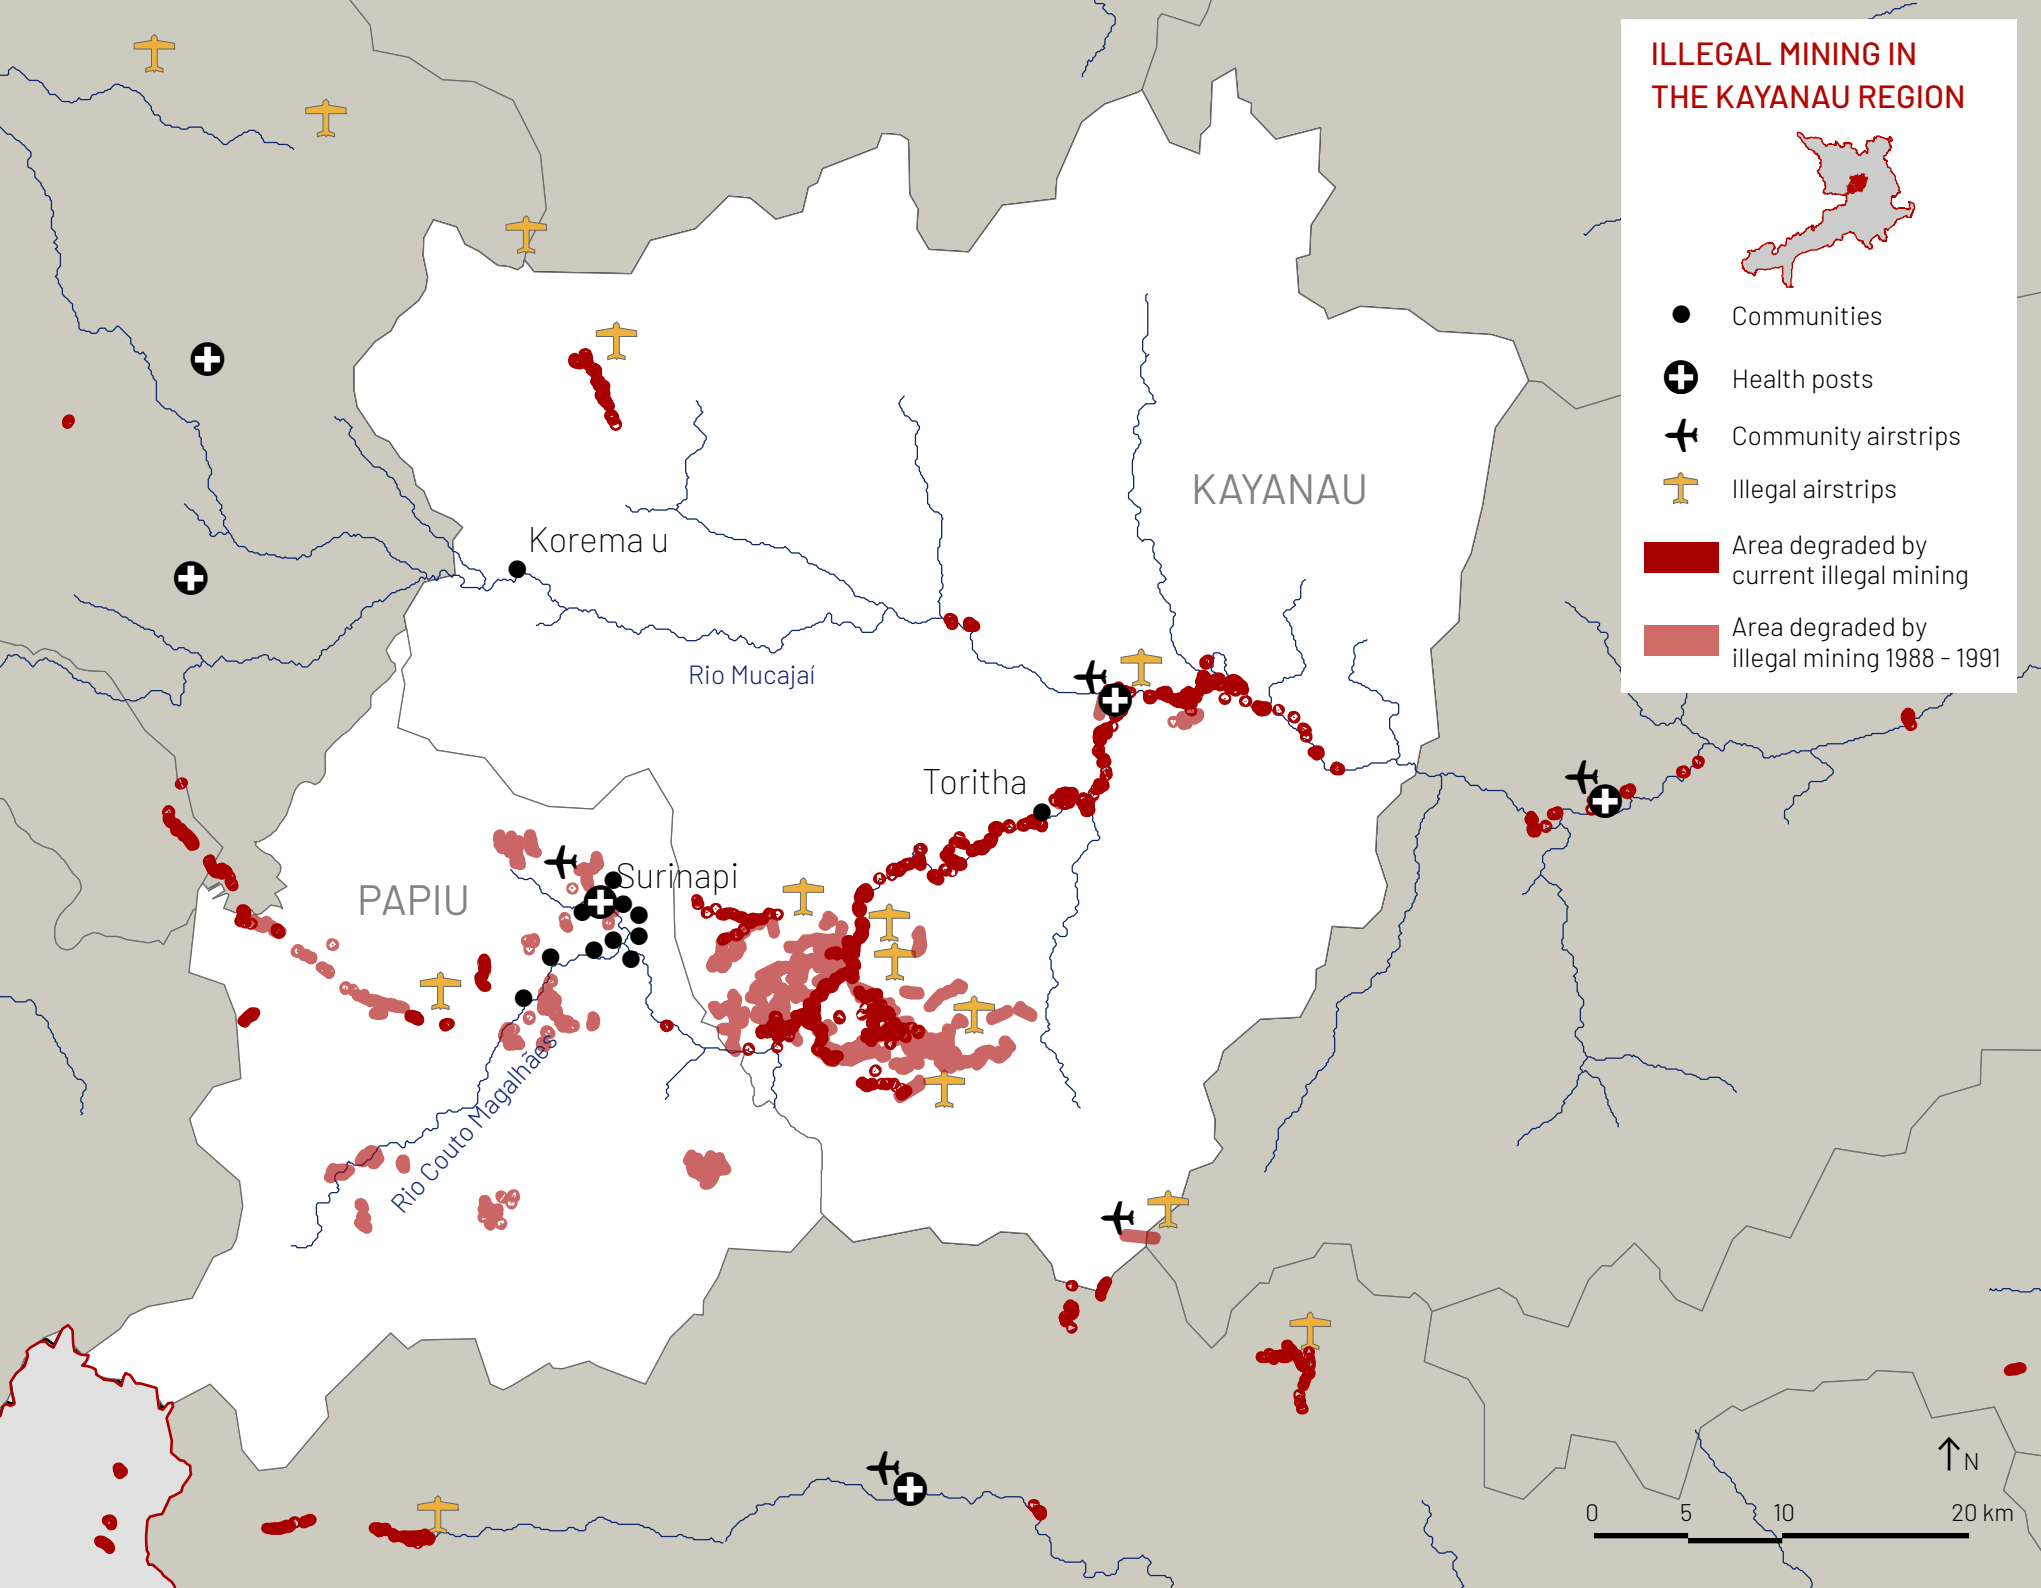 ILLEGAL MINING IN
THE KAYANAU REGION
Communities
Health posts
Community airstrips
Illegal airstrips
Area degraded by
current illegal mining
Area degraded by
illegal mining 1988 - 1991
KAYANAU
Korema u
Rio Mucajaí
Toritha
Surinapi
PAPIU
Rio Couto Magalhães
N
0 5 10 20 km